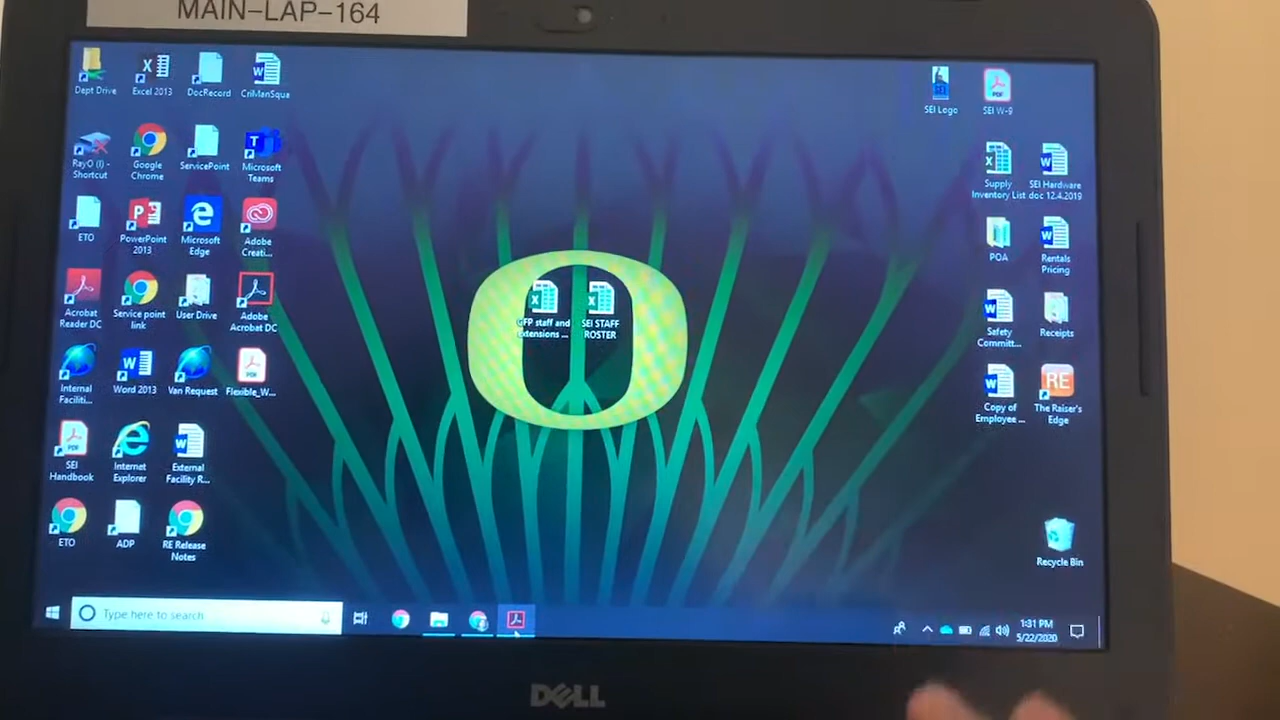 MAIN-LAP-164
Dept Drive
Excel 2013
DocRecord
CriManSqua
SEI Logo
SEI W-9
RayO (I) -
Shortcut
Google
Chrome
ServicePoint
Microsoft
Teams
Supply
Inventory List
SEI Hardware
doc 12.4.2019
ETO
PowerPoint
2013
Microsoft
Edge
Adobe
Creati...
POA
Rentals
Pricing
Acrobat
Reader DC
Service point
link
User Drive
Adobe
Acrobat DC
GFP staff and
Extensions ...
SEI STAFF
ROSTER
Safety
Committ...
Receipts
Internal
Faciliti...
Word 2013
Van Request
Flexible_W...
Copy of
Employee ...
RE
The Raiser's
Edge
SEI
Handbook
Internet
Explorer
External
Facility R...
ETO
ADP
RE Release
Notes
Recycle Bin
Type here to search
1:31 PM
5/22/2020
DELL